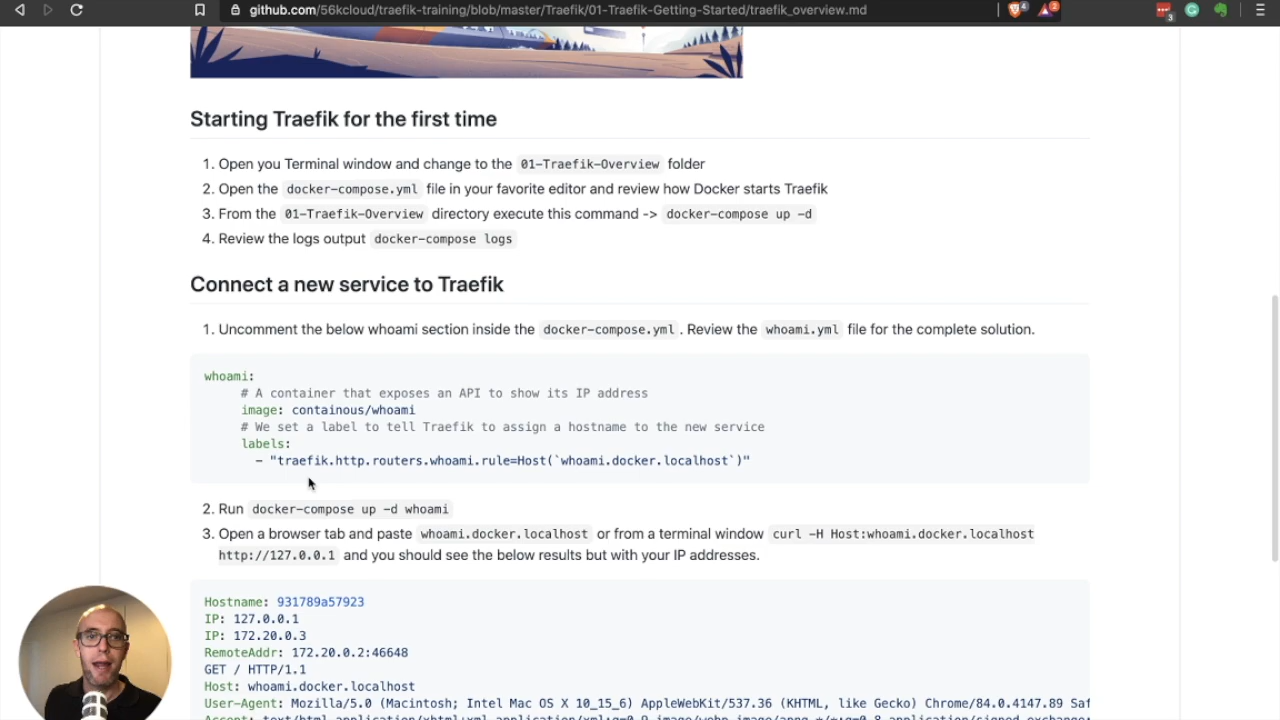 github.com/56kcloud/traefik-training/blob/master/Traefik/01-Traefik-Getting-Started/traefik_overview.md
4
2
3
Starting Traefik for the first time
1. Open you Terminal window and change to the 01-Traefik-Overview folder
2. Open the docker-compose.yml file in your favorite editor and review how Docker starts Traefik
3. From the 01-Traefik-Overview directory execute this command -> docker-compose up -d
4. Review the logs output docker-compose logs
Connect a new service to Traefik
1. Uncomment the below whoami section inside the docker-compose.yml . Review the whoami.yml file for the complete solution.
whoami:
# A container that exposes an API to show its IP address
image: containous/whoami
# We set a label to tell Traefik to assign a hostname to the new service
labels:
- "traefik.http.routers.whoami.rule=Host(`whoami.docker.localhost`)"
2. Run docker-compose up -d whoami
3. Open a browser tab and paste whoami.docker.localhost or from a terminal window curl -H Host:whoami.docker.localhost
http://127.0.0.1 and you should see the below results but with your IP addresses.
Hostname: 931789a57923
IP: 127.0.0.1
IP: 172.20.0.3
RemoteAddr: 172.20.0.2:46648
GET / HTTP/1.1
Host: whoami.docker.localhost
User-Agent: Mozilla/5.0 (Macintosh; Intel Mac OS X 10_15_6) AppleWebKit/537.36 (KHTML, like Gecko) Chrome/84.0.4147.89 Saf